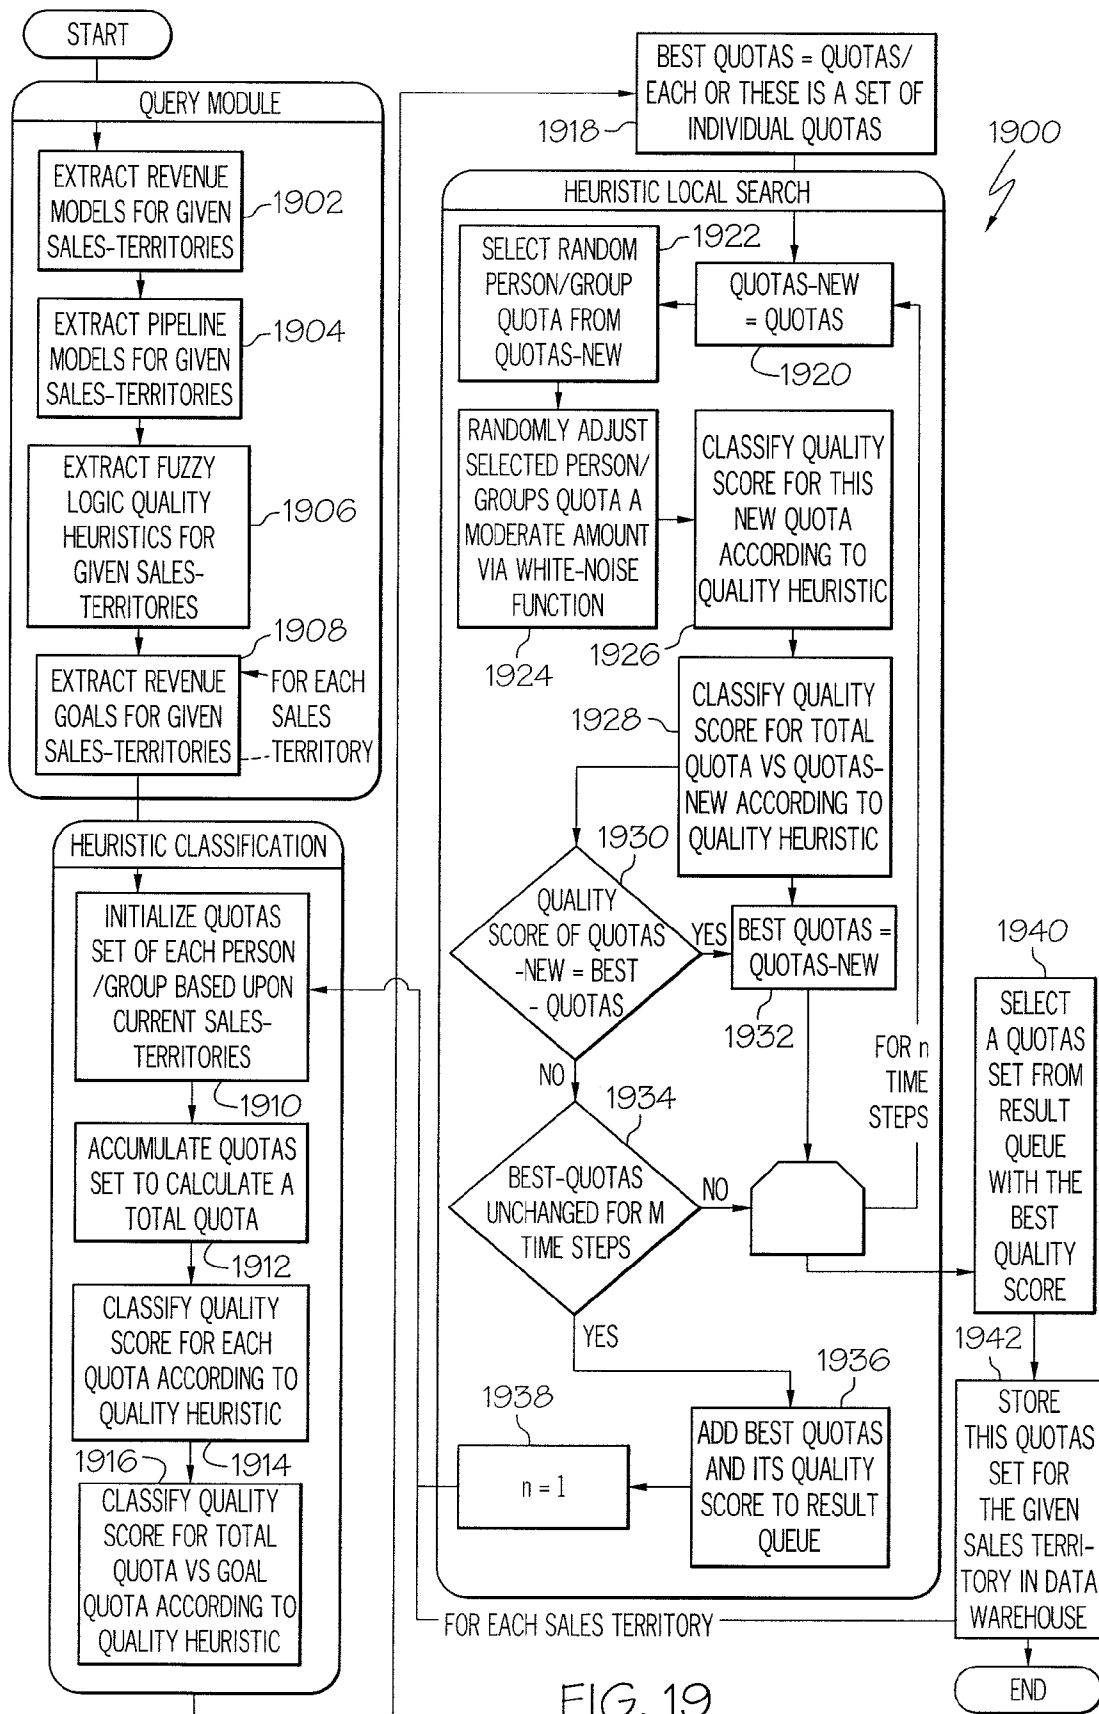 START
QUERY MODULE
EXTRACT REVENUE
MODELS FOR GIVEN
SALES-TERRITORIES
1902
EXTRACT PIPELINE
MODELS FOR GIVEN
SALES-TERRITORIES
1904
EXTRACT FUZZY
LOGIC QUALITY
HEURISTICS FOR
GIVEN SALES-
TERRITORIES
1906
1908
EXTRACT REVENUE
GOALS FOR GIVEN
SALES-TERRITORIES
FOR EACH
SALES
TERRITORY
HEURISTIC CLASSIFICATION
INITIALIZE QUOTAS
SET OF EACH PERSON
/GROUP BASED UPON
CURRENT SALES-
TERRITORIES
1910
ACCUMULATE QUOTAS
SET TO CALCULATE A
TOTAL QUOTA
1912
CLASSIFY QUALITY
SCORE FOR EACH
QUOTA ACCORDING TO
QUALITY HEURISTIC
1914
1916
CLASSIFY QUALITY
SCORE FOR TOTAL
QUOTA VS GOAL
QUOTA ACCORDING TO
QUALITY HEURISTIC
BEST QUOTAS = QUOTAS/
EACH OR THESE IS A SET OF
INDIVIDUAL QUOTAS
1918
1900
HEURISTIC LOCAL SEARCH
QUOTAS-NEW
= QUOTAS
1920
1922
SELECT RANDOM
PERSON/GROUP
QUOTA FROM
QUOTAS-NEW
RANDOMLY ADJUST
SELECTED PERSON/
GROUPS QUOTA A
MODERATE AMOUNT
VIA WHITE-NOISE
FUNCTION
1924
CLASSIFY QUALITY
SCORE FOR THIS
NEW QUOTA
ACCORDING TO
QUALITY HEURISTIC
1926
1928
CLASSIFY QUALITY
SCORE FOR TOTAL
QUOTA VS QUOTAS-
NEW ACCORDING TO
QUALITY HEURISTIC
1930
QUALITY
SCORE OF QUOTAS
-NEW = BEST
- QUOTAS
YES
BEST QUOTAS =
QUOTAS-NEW
1932
NO
1934
BEST-QUOTAS
UNCHANGED FOR M
TIME STEPS
NO
FOR n
TIME
STEPS
YES
1936
ADD BEST QUOTAS
AND ITS QUALITY
SCORE TO RESULT
QUEUE
1938
n = 1
1940
SELECT
A QUOTAS
SET FROM
RESULT
QUEUE
WITH THE
BEST
QUALITY
SCORE
1942
STORE
THIS QUOTAS
SET FOR
THE GIVEN
SALES TERRI-
TORY IN DATA
WAREHOUSE
FOR EACH SALES TERRITORY
END
FIG. 19